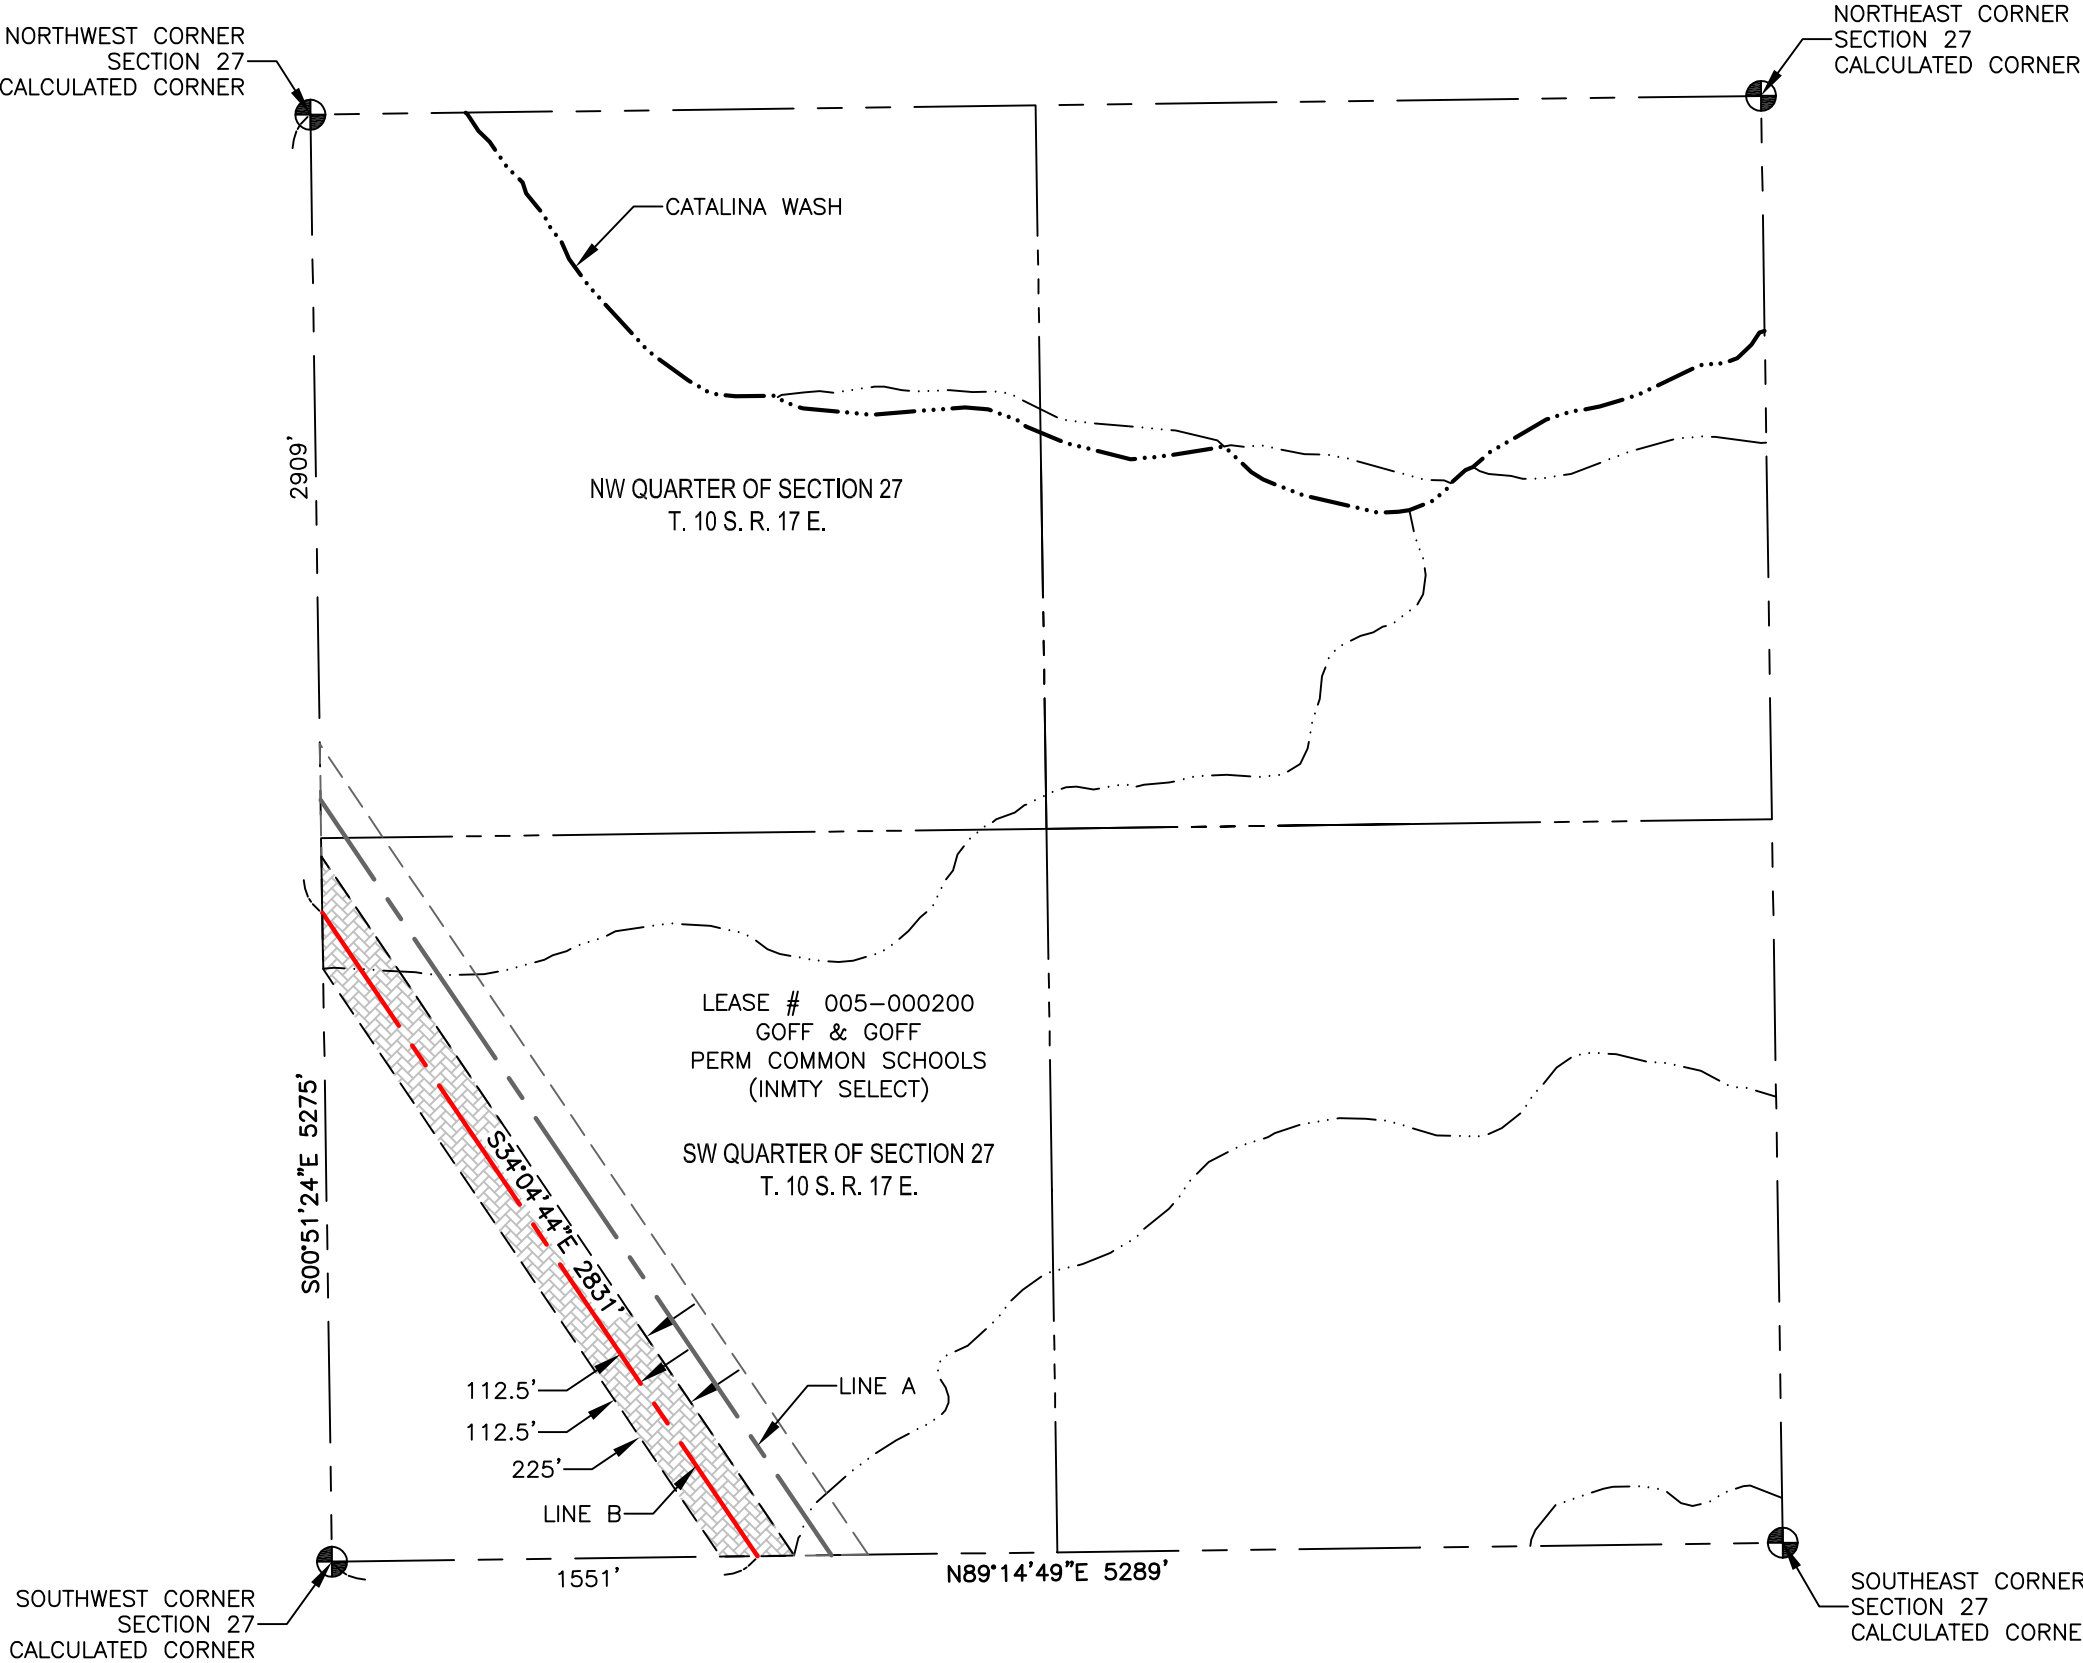 NORTHWEST CORNER
SECTION 27
CALCULATED CORNER
NORTHEAST CORNER
SECTION 27
CALCULATED CORNER
CATALINA WASH
2909'
NW QUARTER OF SECTION 27
T. 10 S. R. 17 E.
LEASE # 005-000200
GOFF & GOFF
PERM COMMON SCHOOLS
(INMTY SELECT)
SW QUARTER OF SECTION 27
T. 10 S. R. 17 E.
S00°51'24"E 5275'
S34°04'44"E 2831'
112.5'
112.5'
225'
LINE A
LINE B
1551'
N89°14'49"E 5289'
SOUTHWEST CORNER
SECTION 27
CALCULATED CORNER
SOUTHEAST CORNER
SECTION 27
CALCULATED CORNE